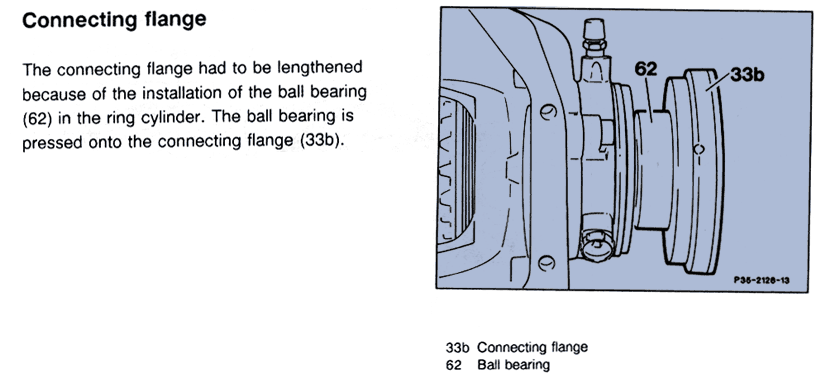 Connecting flange
The connecting flange had to be lengthened
because of the installation of the ball bearing
(62) in the ring cylinder. The ball bearing is
pressed onto the connecting flange (33b).
62
33b
P35-2126-13
33b Connecting flange
62 Ball bearing